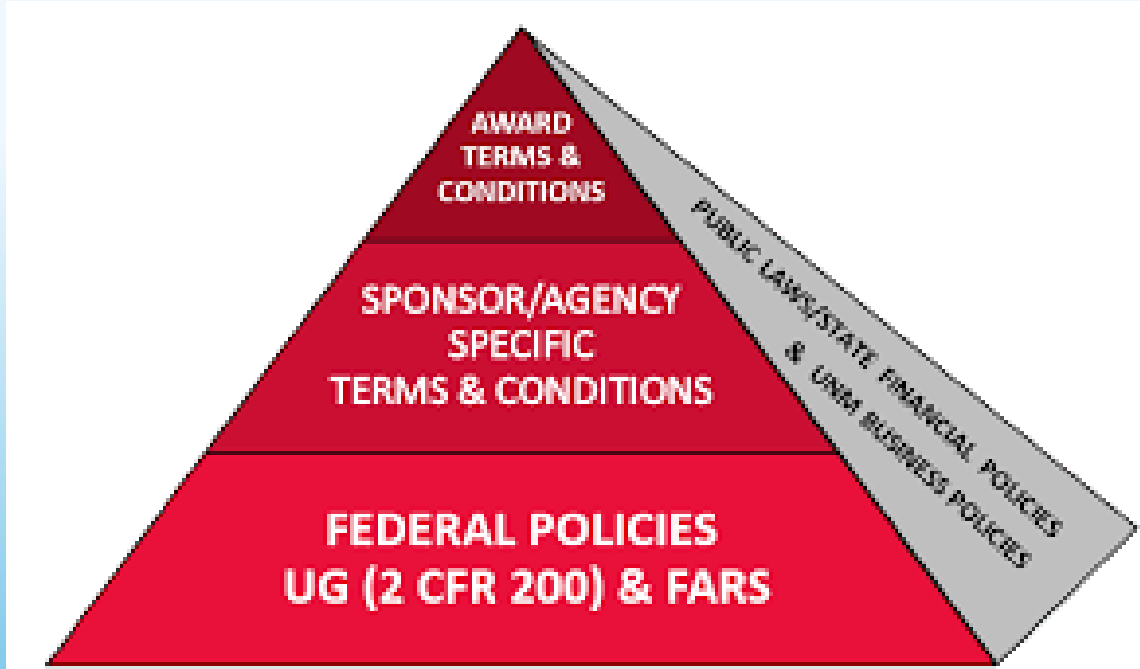 AWARD
TERMS &
CONDITIONS
SPONSOR/AGENCY
SPECIFIC
TERMS & CONDITIONS
FEDERAL POLICIES
UG (2 CFR 200) & FARS
PUBLIC LAWS/STATE FINANCIAL POLICIES
& UNM BUSINESS POLICIES